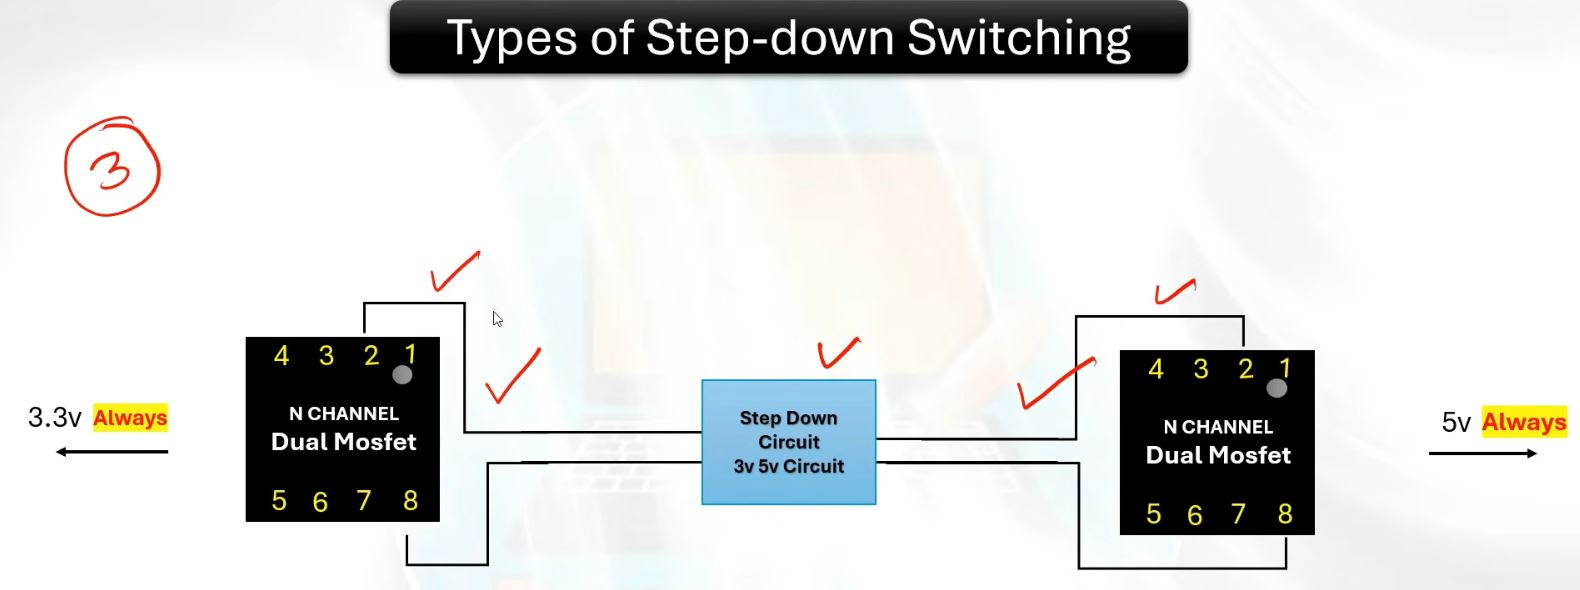 Types of Step-down Switching
3
4 3 2 1
N CHANNEL
Dual Mosfet
5 6 7 8
3.3v Always
Step Down
Circuit
3v 5v Circuit
4 3 2 1
N CHANNEL
Dual Mosfet
5 6 7 8
5v Always